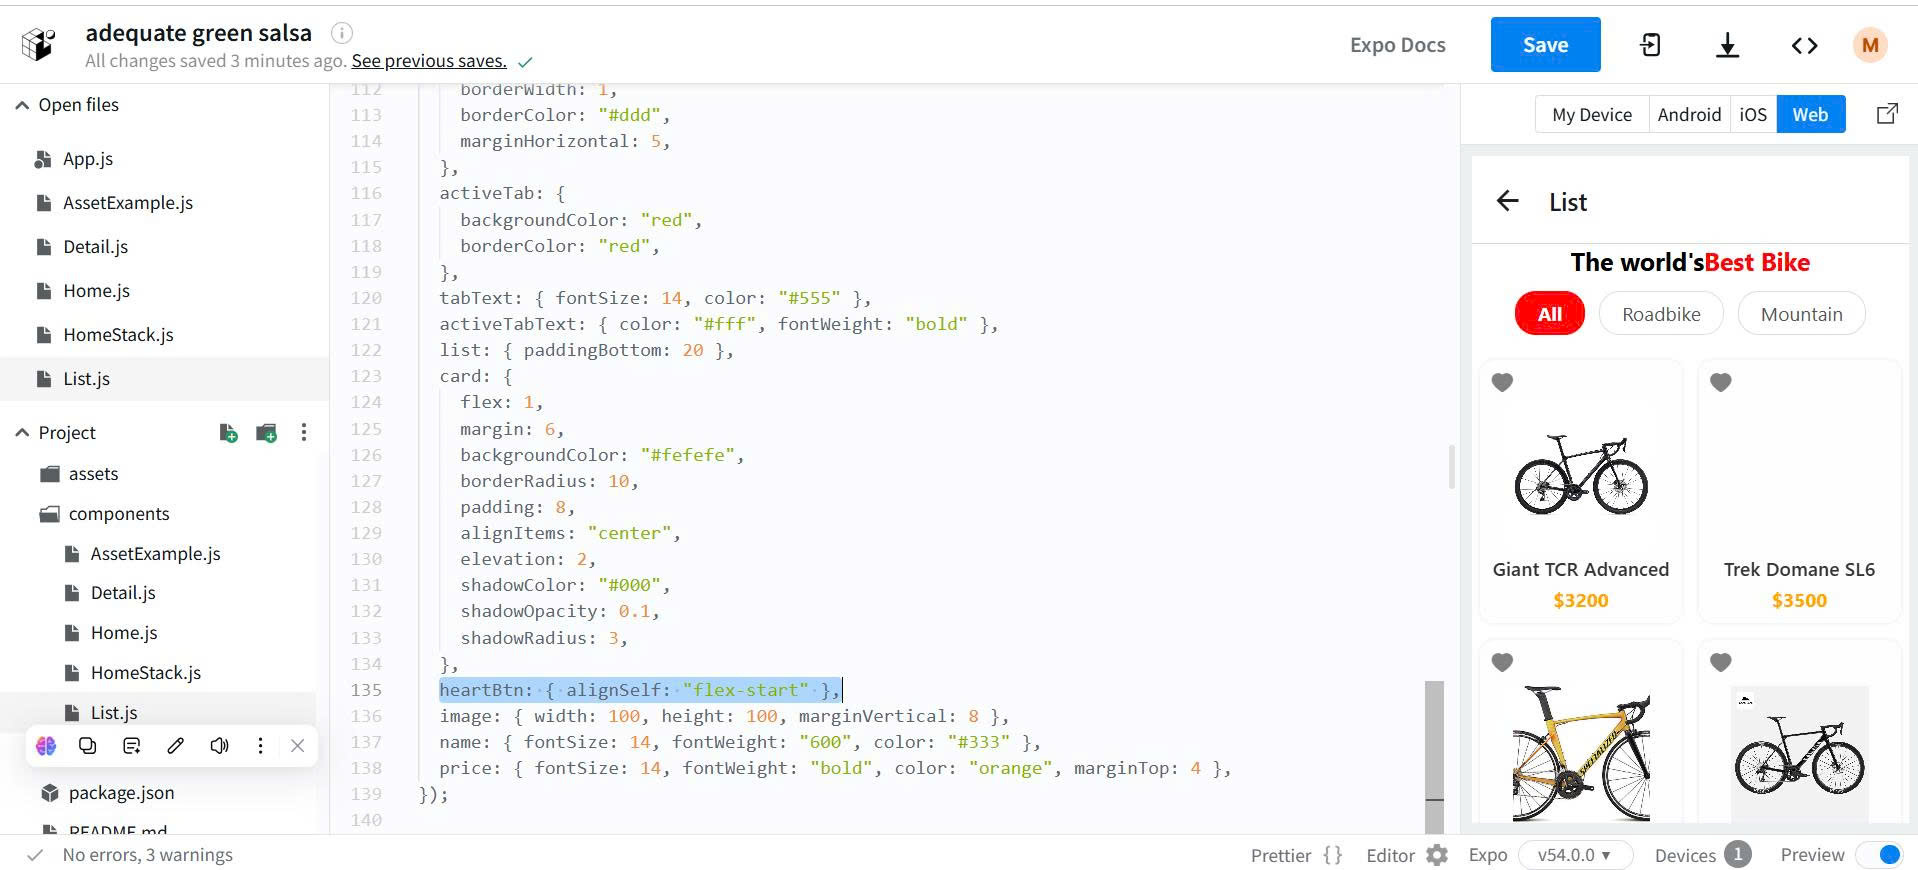 adequate green salsa
All changes saved 3 minutes ago. See previous saves.
Expo Docs
Save
M
Open files
App.js
AssetExample.js
Detail.js
Home.js
HomeStack.js
List.js
Project
assets
components
AssetExample.js
Detail.js
Home.js
HomeStack.js
List.js
package.json
README.md
112 borderWidth: 1,
113 borderColor: "#ddd",
114 marginHorizontal: 5,
115 },
116 activeTab: {
117 backgroundColor: "red",
118 borderColor: "red",
119 },
120 tabText: { fontSize: 14, color: "#555" },
121 activeTabText: { color: "#fff", fontWeight: "bold" },
122 list: { paddingBottom: 20 },
123 card: {
124 flex: 1,
125 margin: 6,
126 backgroundColor: "#fefefe",
127 borderRadius: 10,
128 padding: 8,
129 alignItems: "center",
130 elevation: 2,
131 shadowColor: "#000",
132 shadowOpacity: 0.1,
133 shadowRadius: 3,
134 },
135 heartBtn: { alignSelf: "flex-start" },
136 image: { width: 100, height: 100, marginVertical: 8 },
137 name: { fontSize: 14, fontWeight: "600", color: "#333" },
138 price: { fontSize: 14, fontWeight: "bold", color: "orange", marginTop: 4 },
139 });
140
My Device Android iOS Web
List
The world'sBest Bike
All Roadbike Mountain
Giant TCR Advanced
$3200
Trek Domane SL6
$3500
SPECIALIZED
No errors, 3 warnings
Prettier {} Editor Expo v54.0.0 ▾ Devices 1 Preview